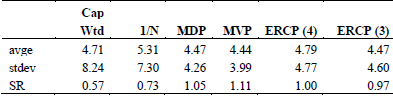 Cap
Wtd 1/N MDP MVP ERCP (4) ERCP (3)
avge 4.71 5.31 4.47 4.44 4.79 4.47
stdev 8.24 7.30 4.26 3.99 4.77 4.60
SR 0.57 0.73 1.05 1.11 1.00 0.97